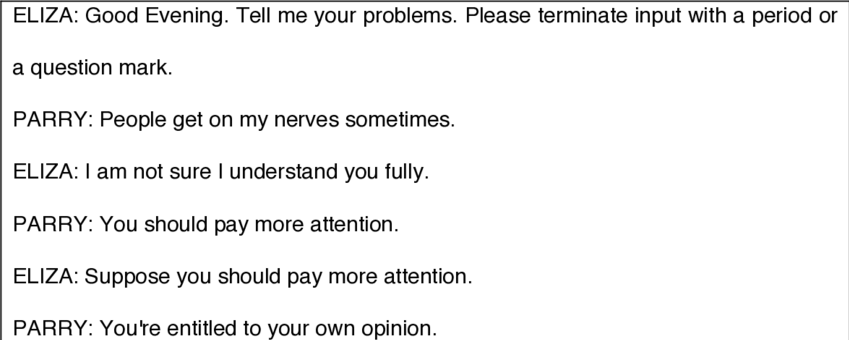 ELIZA: Good Evening. Tell me your problems. Please terminate input with a period or
a question mark.
PARRY: People get on my nerves sometimes.
ELIZA: I am not sure I understand you fully.
PARRY: You should pay more attention.
ELIZA: Suppose you should pay more attention.
PARRY: You're entitled to your own opinion.